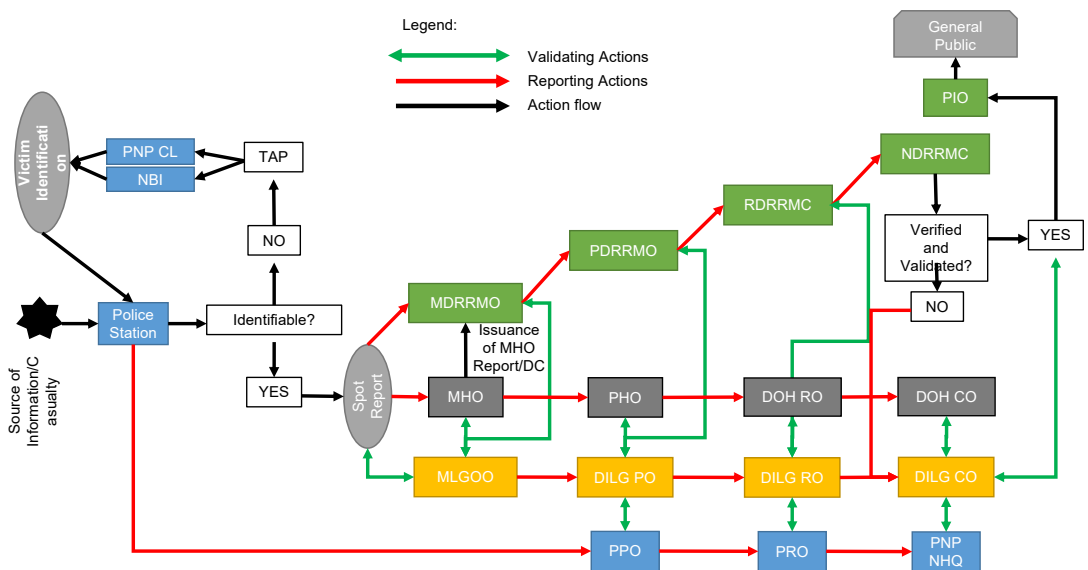 Legend:
Validating Actions
Reporting Actions
Action flow
General
Public
PIO
Victim
Identificati
on
PNP CL
NBI
TAP
NDRRMC
RDRRMC
NO
PDRRMO
Verified
and
Validated?
YES
MDRRMO
NO
Source of
Information/C
asualty
Police
Station
Identifiable?
Issuance
of MHO
Report/DC
YES
Spot
Report
MHO
PHO
DOH RO
DOH CO
MLGOO
DILG PO
DILG RO
DILG CO
PPO
PRO
PNP
NHQ